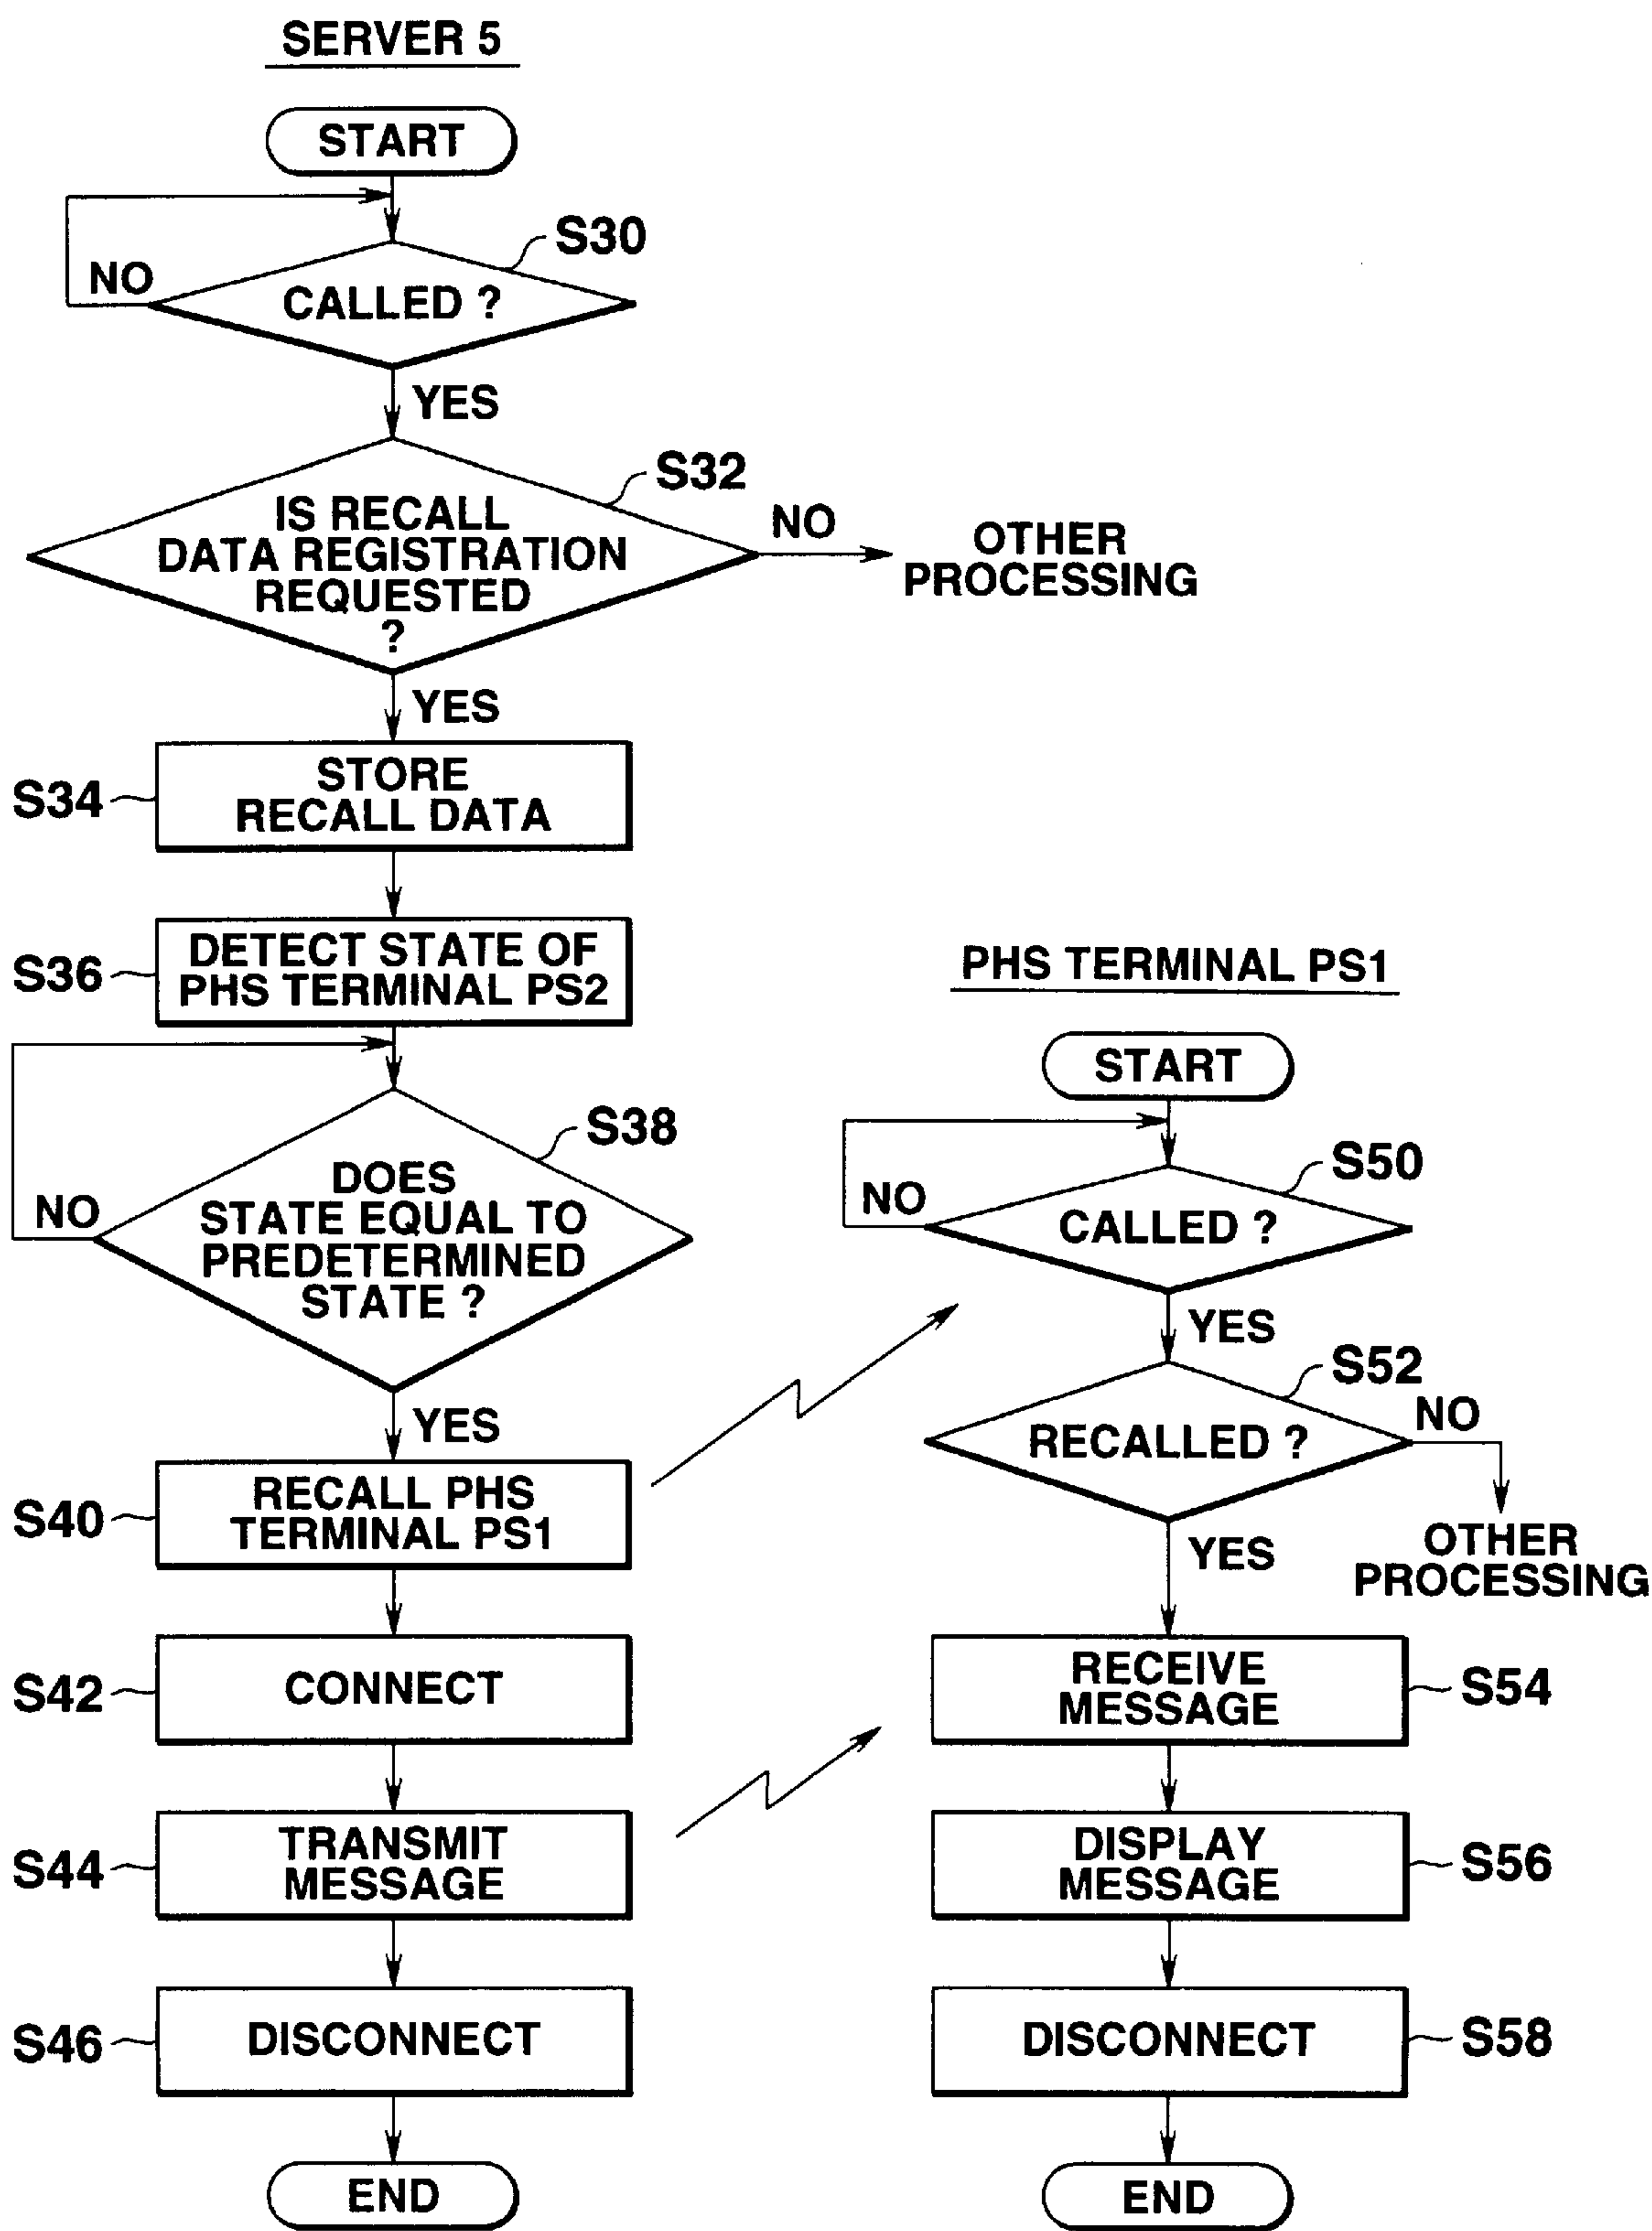 SERVER 5
START
S30
NO
CALLED ?
YES
S32
IS RECALL
DATA REGISTRATION
REQUESTED
?
NO
OTHER
PROCESSING
YES
S34
STORE
RECALL DATA
S36
DETECT STATE OF
PHS TERMINAL PS2
S38
NO
DOES
STATE EQUAL TO
PREDETERMINED
STATE ?
YES
S40
RECALL PHS
TERMINAL PS1
S42
CONNECT
S44
TRANSMIT
MESSAGE
S46
DISCONNECT
END
PHS TERMINAL PS1
START
S50
NO
CALLED ?
YES
S52
RECALLED ?
NO
OTHER
PROCESSING
YES
RECEIVE
MESSAGE
S54
DISPLAY
MESSAGE
S56
DISCONNECT
S58
END